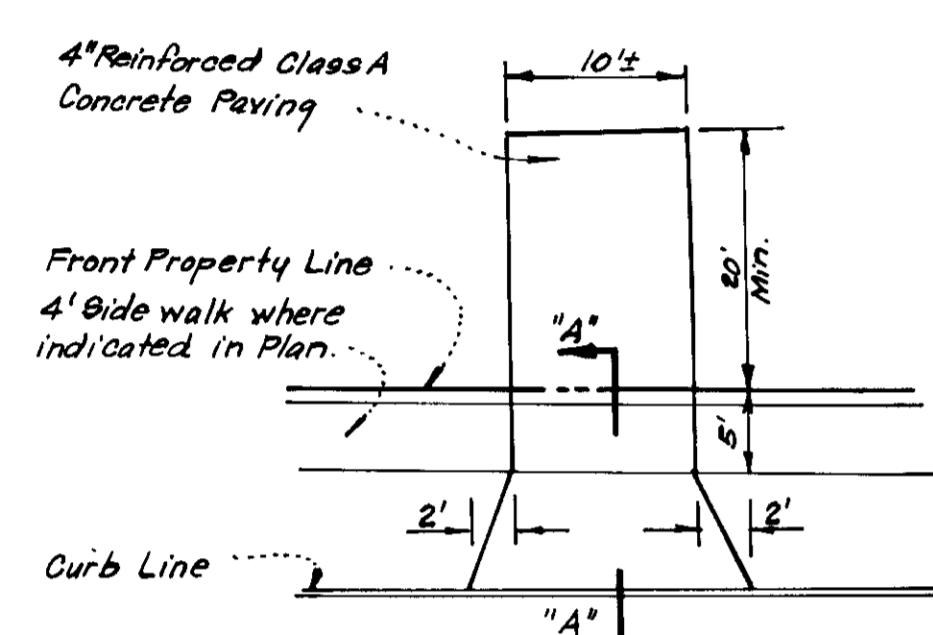 4" Reinforced Class A
Concrete Paving
10'±
20'
Min.
Front Property Line
4' Side walk where
indicated in Plan.
"A"
5'
2'
2'
Curb Line
"A"